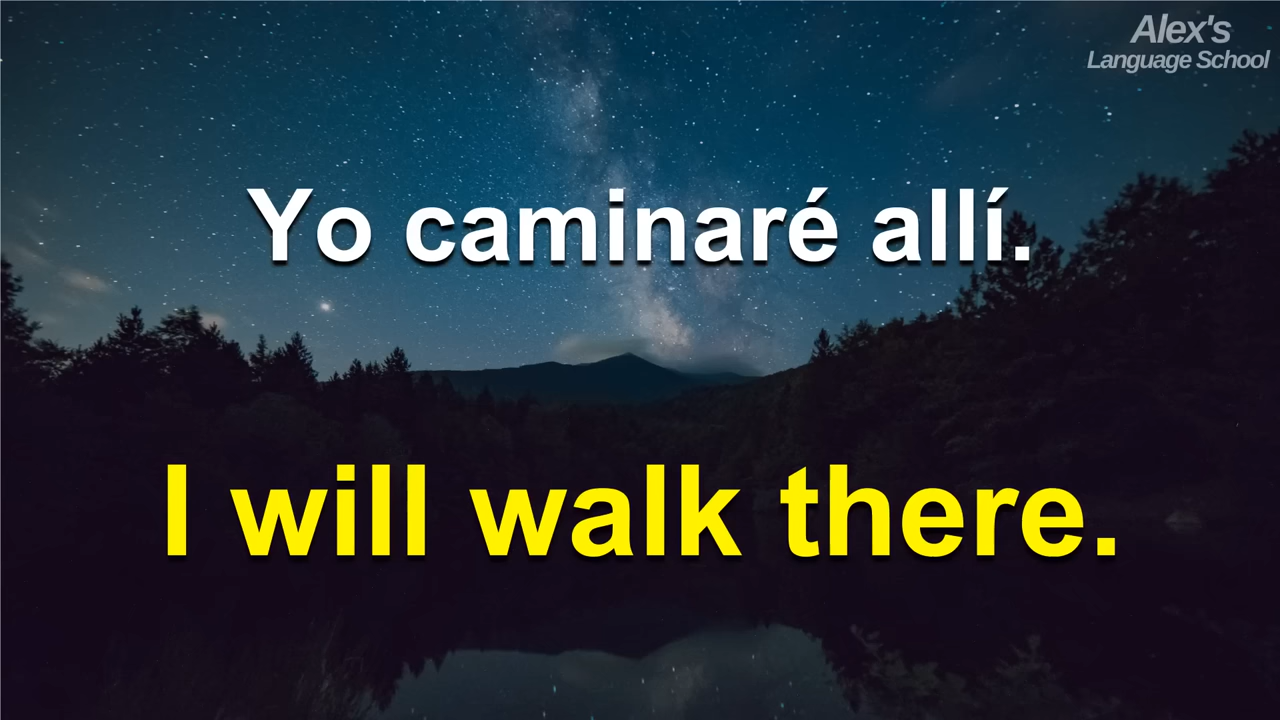 Alex's
Language School
Yo caminaré allí.
I will walk there.